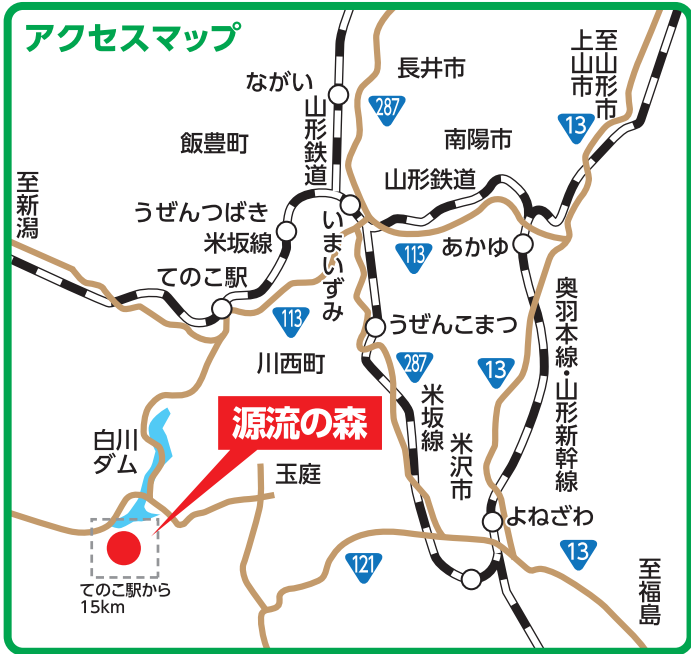 アクセスマップ
至山形市
上山市
長井市
ながい
287
13
山形鉄道
南陽市
飯豊町
山形鉄道
至新潟
うぜんつばき
いまいずみ
米坂線
113
あかゆ
てのこ駅
奥羽本線・山形新幹線
113
うぜんこまつ
川西町
287
13
米坂線
源流の森
白川
ダム
米沢市
玉庭
よねざわ
13
121
至福島
てのこ駅から
15km